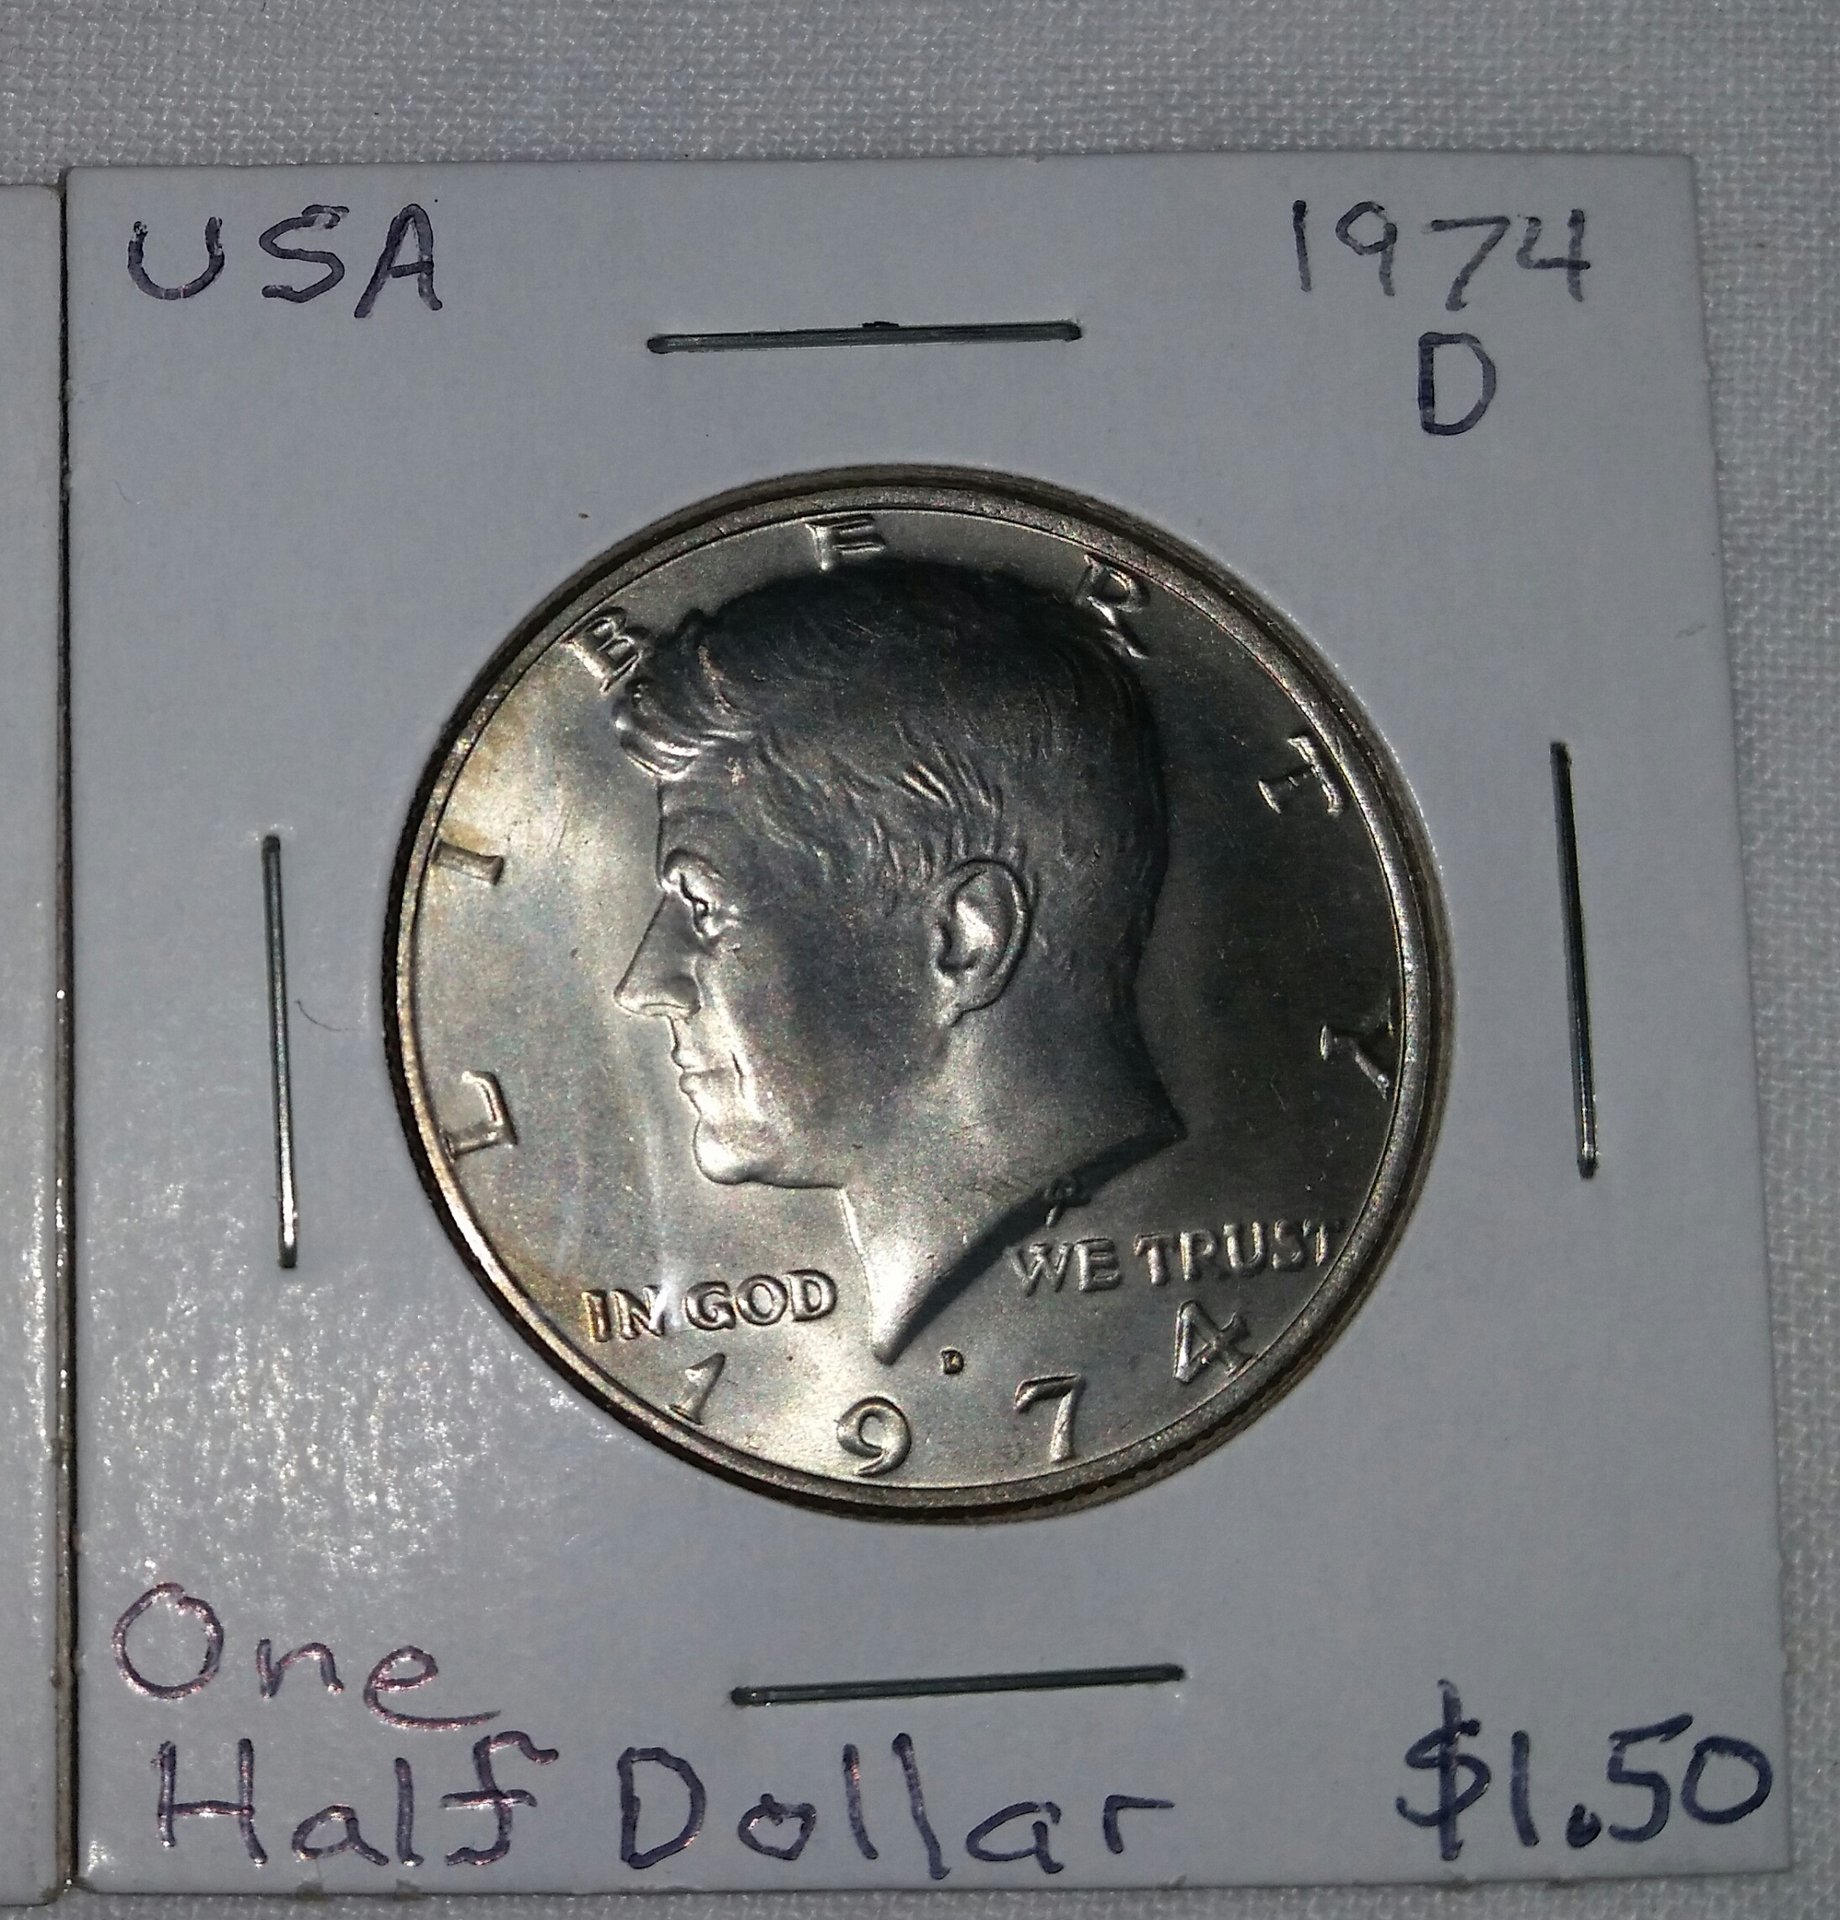 USA
1974
D
LIBERTY
IN GOD WE TRUST
D
1974
One
Half Dollar
$1.50